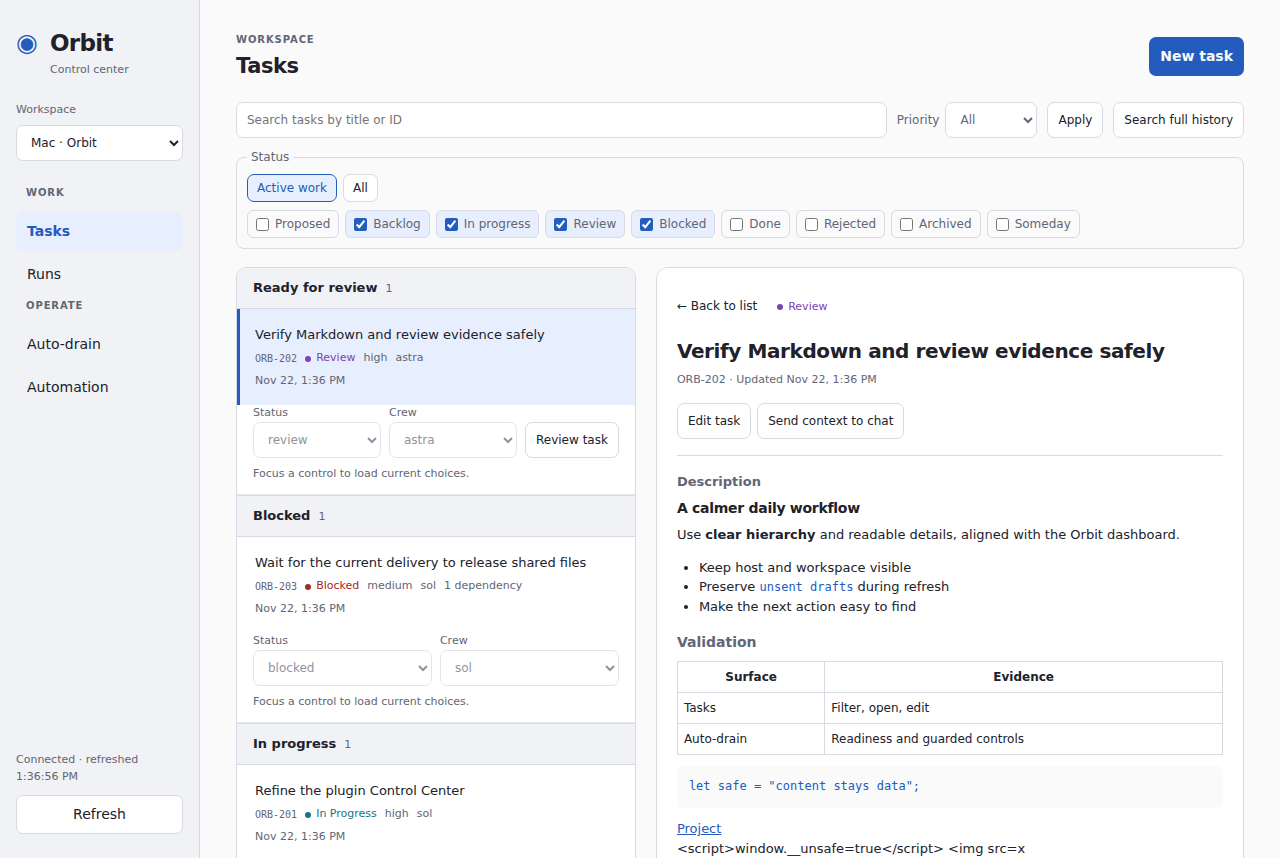 ◉ Orbit
Control center
Workspace
Mac · Orbit
WORK
Tasks
Runs
OPERATE
Auto-drain
Automation
Connected · refreshed
1:36:56 PM
Refresh
WORKSPACE
Tasks
New task
Search tasks by title or ID
Priority
All
Apply
Search full history
Status
Active work
All
Proposed
Backlog
In progress
Review
Blocked
Done
Rejected
Archived
Someday
Ready for review 1
Verify Markdown and review evidence safely
ORB-202 Review high astra
Nov 22, 1:36 PM
Status Crew
review astra Review task
Focus a control to load current choices.
Blocked 1
Wait for the current delivery to release shared files
ORB-203 Blocked medium sol 1 dependency
Nov 22, 1:36 PM
Status Crew
blocked sol
Focus a control to load current choices.
In progress 1
Refine the plugin Control Center
ORB-201 In Progress high sol
Nov 22, 1:36 PM
← Back to list Review
Verify Markdown and review evidence safely
ORB-202 · Updated Nov 22, 1:36 PM
Edit task Send context to chat
Description
A calmer daily workflow
Use clear hierarchy and readable details, aligned with the Orbit dashboard.
• Keep host and workspace visible
• Preserve unsent drafts during refresh
• Make the next action easy to find
Validation
Surface Evidence
Tasks Filter, open, edit
Auto-drain Readiness and guarded controls
let safe = "content stays data";
Project
<script>window.__unsafe=true</script> <img src=x